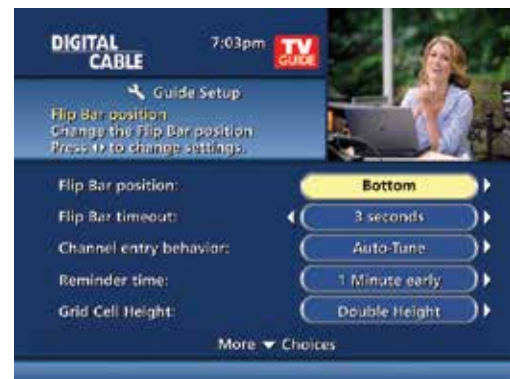 DIGITAL
CABLE
7:03pm
TV
GUIDE
Guide Setup
Flip Bar position
Change the Flip Bar position
Press ◂▸ to change settings.
Flip Bar position: Bottom
Flip Bar timeout: 3 seconds
Channel entry behavior: Auto-Tune
Reminder time: 1 Minute early
Grid Cell Height: Double Height
More ▼ Choices